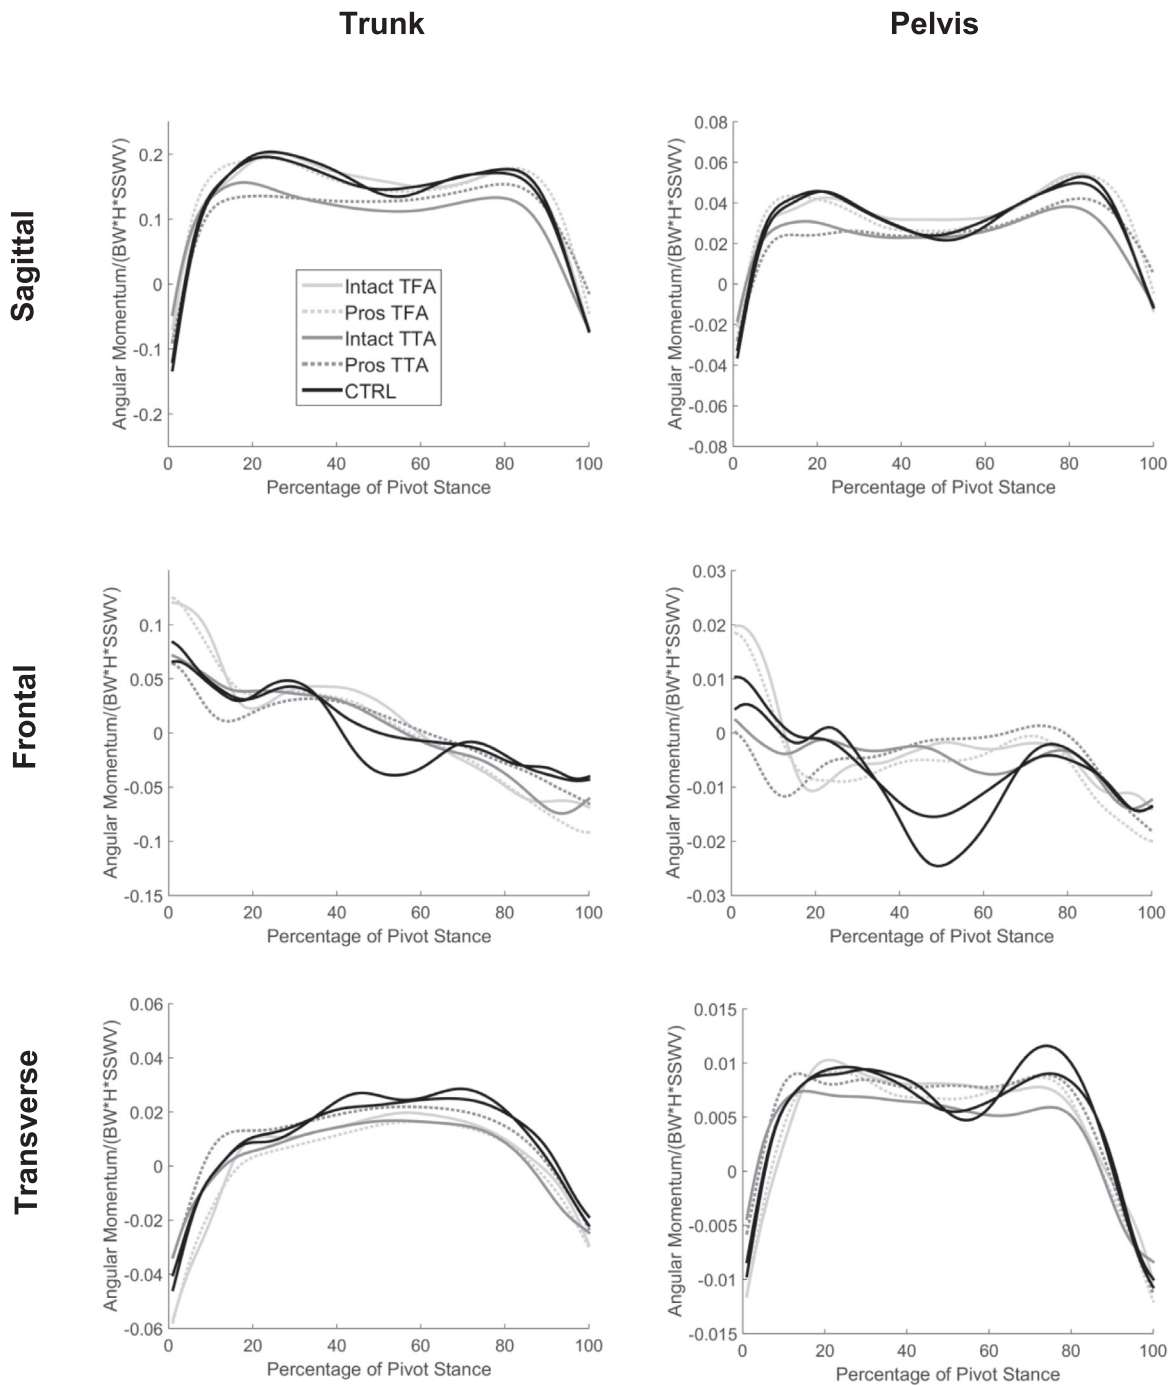 Trunk
Pelvis
Sagittal
Angular Momentum/(BW*H*SSWV)
0.2
0.1
0
-0.1
-0.2
0 20 40 60 80 100
Percentage of Pivot Stance
Intact TFA
Pros TFA
Intact TTA
Pros TTA
CTRL
Angular Momentum/(BW*H*SSWV)
0.08
0.06
0.04
0.02
0
-0.02
-0.04
-0.06
-0.08
0 20 40 60 80 100
Percentage of Pivot Stance
Frontal
Angular Momentum/(BW*H*SSWV)
0.1
0.05
0
-0.05
-0.1
-0.15
0 20 40 60 80 100
Percentage of Pivot Stance
Angular Momentum/(BW*H*SSWV)
0.03
0.02
0.01
0
-0.01
-0.02
-0.03
0 20 40 60 80 100
Percentage of Pivot Stance
Transverse
Angular Momentum/(BW*H*SSWV)
0.06
0.04
0.02
0
-0.02
-0.04
-0.06
0 20 40 60 80 100
Percentage of Pivot Stance
Angular Momentum/(BW*H*SSWV)
0.015
0.010
0.005
0
-0.005
-0.01
-0.015
0 20 40 60 80 100
Percentage of Pivot Stance